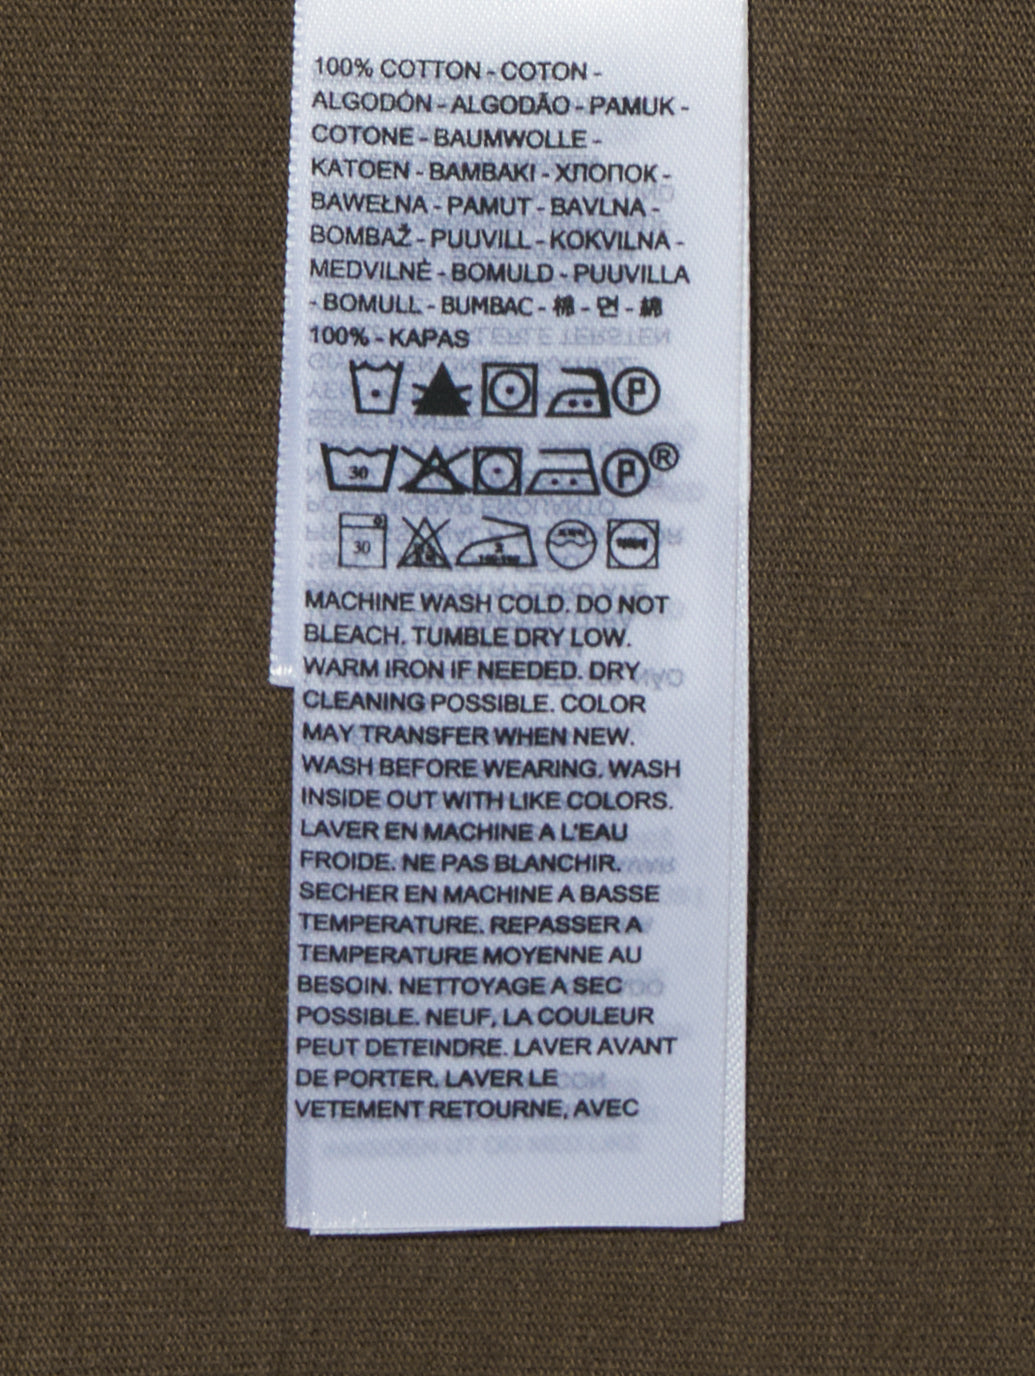 100% COTTON - COTON -
ALGODÓN - ALGODÃO - PAMUK -
COTONE - BAUMWOLLE -
KATOEN - BAMBAKI - ХЛОПОК -
BAWEŁNA - PAMUT - BAVLNA -
BOMBAŽ - PUUVILL - KOKVILNA -
MEDVILNĖ - BOMULD - PUUVILLA
- BOMULL - BUMBAC - 棉 - 면 - 綿
100% - KAPAS
P
30 P ®
30
MACHINE WASH COLD. DO NOT
BLEACH. TUMBLE DRY LOW.
WARM IRON IF NEEDED. DRY
CLEANING POSSIBLE. COLOR
MAY TRANSFER WHEN NEW.
WASH BEFORE WEARING. WASH
INSIDE OUT WITH LIKE COLORS.
LAVER EN MACHINE A L'EAU
FROIDE. NE PAS BLANCHIR.
SECHER EN MACHINE A BASSE
TEMPERATURE. REPASSER A
TEMPERATURE MOYENNE AU
BESOIN. NETTOYAGE A SEC
POSSIBLE. NEUF, LA COULEUR
PEUT DETEINDRE. LAVER AVANT
DE PORTER. LAVER LE
VETEMENT RETOURNE, AVEC